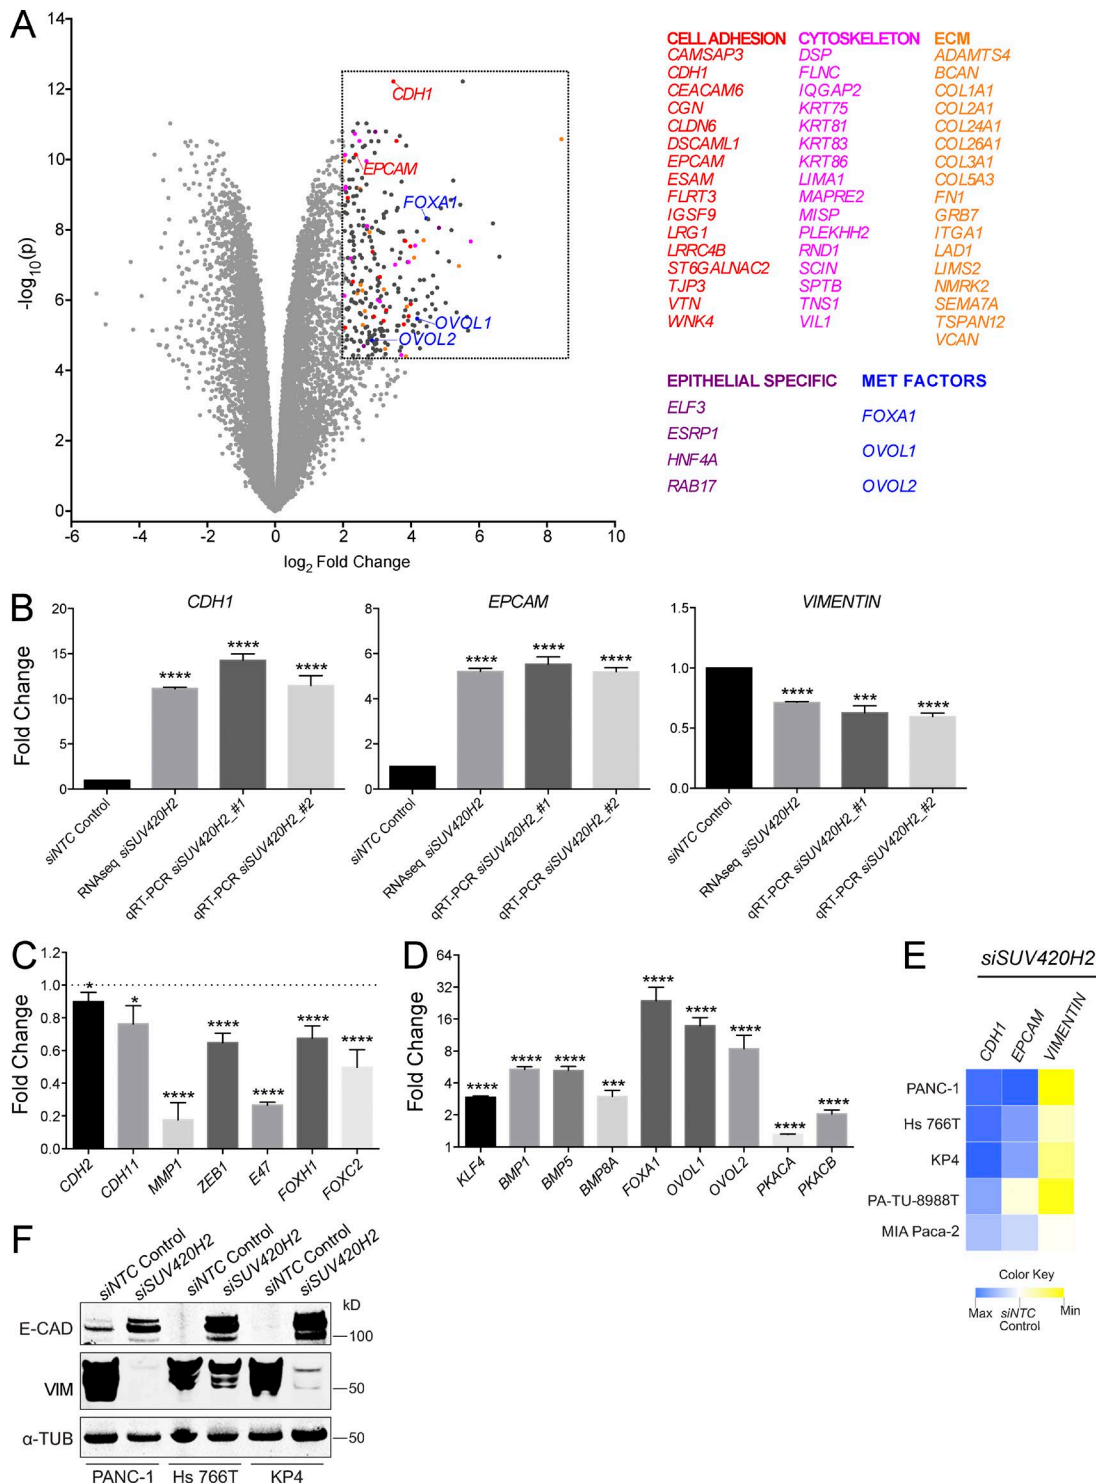 A
14
12
10
8
6
4
2
0
-log10(p)
-6 -4 -2 0 2 4 6 8 10
log2 Fold Change
CDH1
EPCAM
FOXA1
OVOL1
OVOL2
CELL ADHESION
CAMSAP3
CDH1
CEACAM6
CGN
CLDN6
DSCAML1
EPCAM
ESAM
FLRT3
IGSF9
LRG1
LRRC4B
ST6GALNAC2
TJP3
VTN
WNK4
CYTOSKELETON
DSP
FLNC
IQGAP2
KRT75
KRT81
KRT83
KRT86
LIMA1
MAPRE2
MISP
PLEKHH2
RND1
SCIN
SPTB
TNS1
VIL1
ECM
ADAMTS4
BCAN
COL1A1
COL2A1
COL24A1
COL26A1
COL3A1
COL5A3
FN1
GRB7
ITGA1
LAD1
LIMS2
NMRK2
SEMA7A
TSPAN12
VCAN
EPITHELIAL SPECIFIC
ELF3
ESRP1
HNF4A
RAB17
MET FACTORS
FOXA1
OVOL1
OVOL2
B
CDH1
Fold Change
20
15
10
5
0
**** **** ****
siNTC Control
RNAseq siSUV420H2
qRT-PCR siSUV420H2_#1
qRT-PCR siSUV420H2_#2
EPCAM
8
6
4
2
0
**** **** ****
siNTC Control
RNAseq siSUV420H2
qRT-PCR siSUV420H2_#1
qRT-PCR siSUV420H2_#2
VIMENTIN
1.5
1.0
0.5
0.0
**** *** ****
siNTC Control
RNAseq siSUV420H2
qRT-PCR siSUV420H2_#1
qRT-PCR siSUV420H2_#2
C
Fold Change
1.2
1.0
0.8
0.6
0.4
0.2
0.0
* * **** **** **** **** ****
CDH2 CDH11 MMP1 ZEB1 E47 FOXH1 FOXC2
D
Fold Change
64
32
16
8
4
2
1
**** **** **** *** **** **** **** **** ****
KLF4 BMP1 BMP5 BMP8A FOXA1 OVOL1 OVOL2 PKACA PKACB
E
siSUV420H2
CDH1 EPCAM VIMENTIN
PANC-1
Hs 766T
KP4
PA-TU-8988T
MIA Paca-2
Color Key
Max siNTC Control Min
F
siNTC Control siSUV420H2 siNTC Control siSUV420H2 siNTC Control siSUV420H2
kD
E-CAD
100
VIM
50
α-TUB
50
PANC-1 Hs 766T KP4